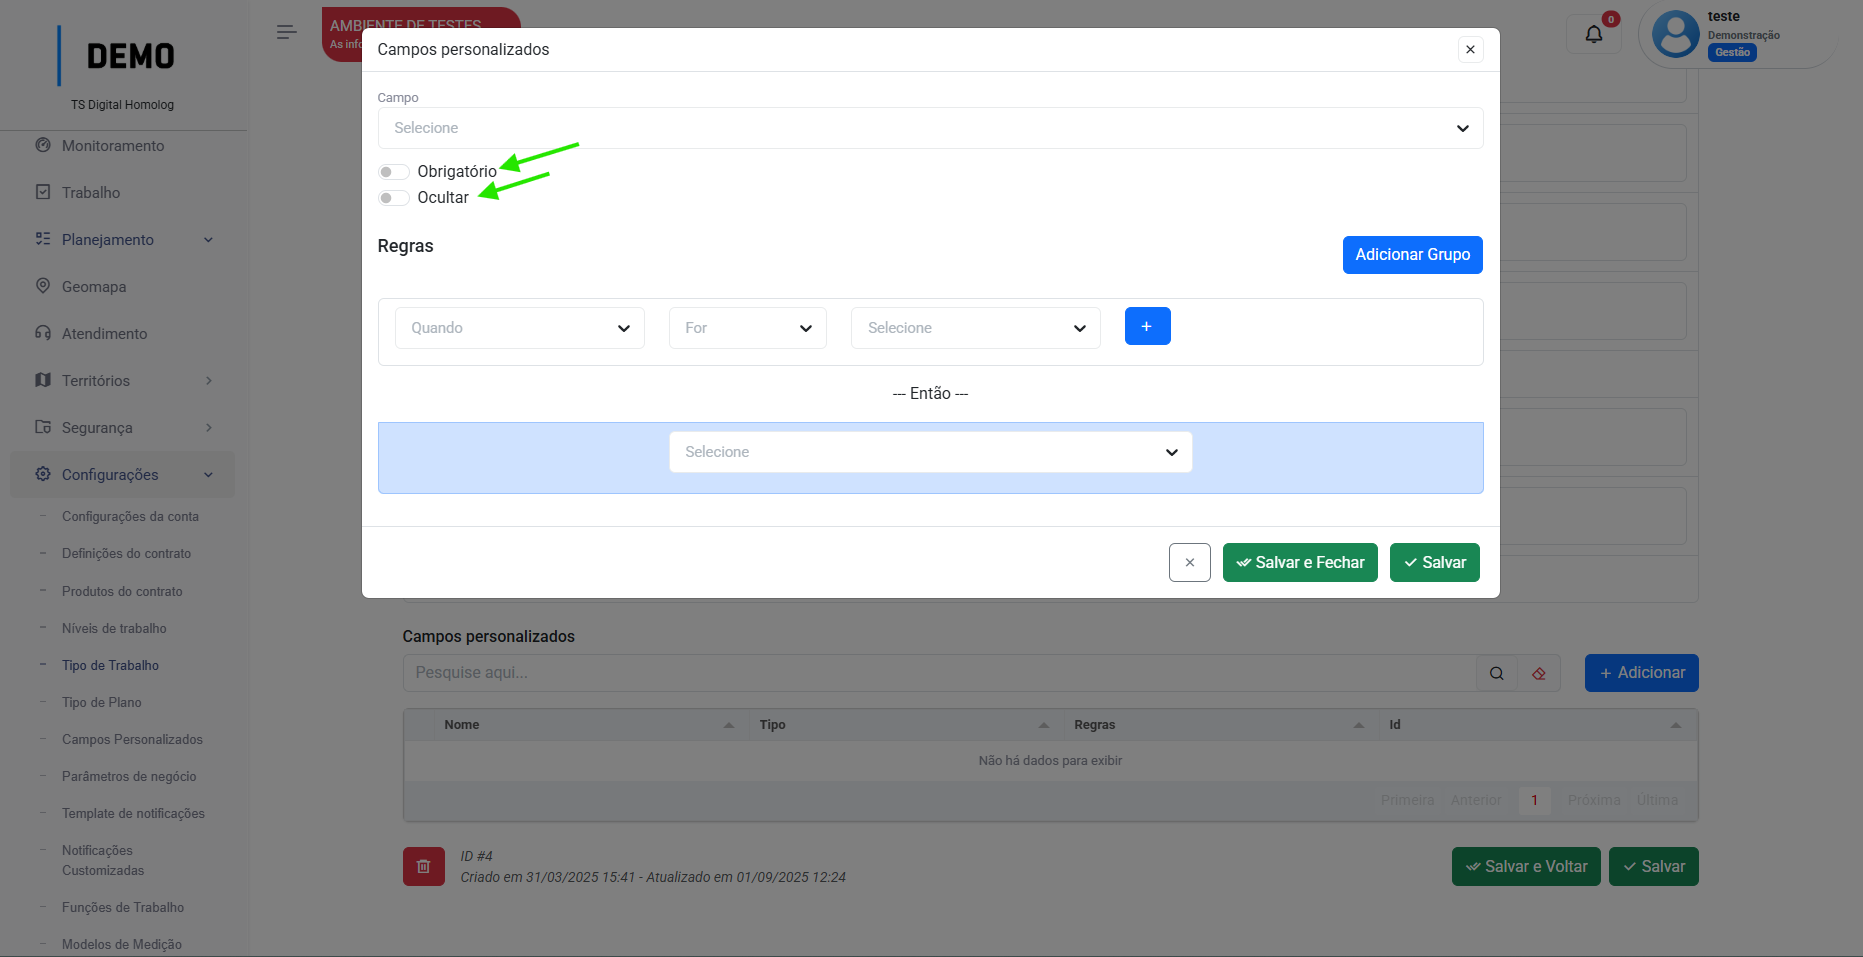 DEMO
TS Digital Homolog
Monitoramento
Trabalho
Planejamento
Geomapa
Atendimento
Territórios
Segurança
Configurações
Configurações da conta
Definições do contrato
Produtos do contrato
Níveis de trabalho
Tipo de Trabalho
Tipo de Plano
Campos Personalizados
Parâmetros de negócio
Template de notificações
Notificações
Customizadas
Funções de Trabalho
Modelos de Medição
AMBIENTE DE TESTES
As info
0
teste
Demonstração
Gestão
Campos personalizados
Campo
Selecione
Obrigatório
Ocultar
Regras
Adicionar Grupo
Quando
For
Selecione
+
--- Então ---
Selecione
Salvar e Fechar
Salvar
Campos personalizados
Pesquise aqui...
+ Adicionar
Nome
Tipo
Regras
Id
Não há dados para exibir
Primeira
Anterior
1
Próxima
Última
ID #4
Criado em 31/03/2025 15:41 - Atualizado em 01/09/2025 12:24
Salvar e Voltar
Salvar